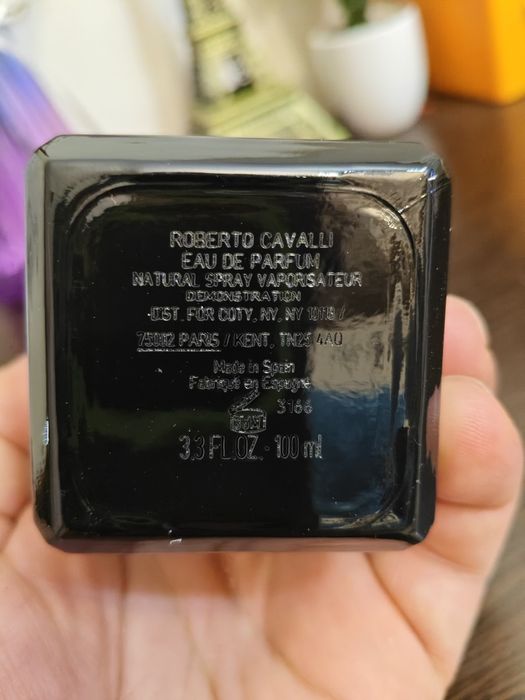 ROBERTO CAVALLI
EAU DE PARFUM
NATURAL SPRAY VAPORISATEUR
DEMONSTRATION
DIST. FOR COTY, NY, NY 10118 /
75002 PARIS / KENT, TN25 4AQ
Made in Spain
Fabriqué en Espagne
3166
3.3 FL.OZ. - 100 ml